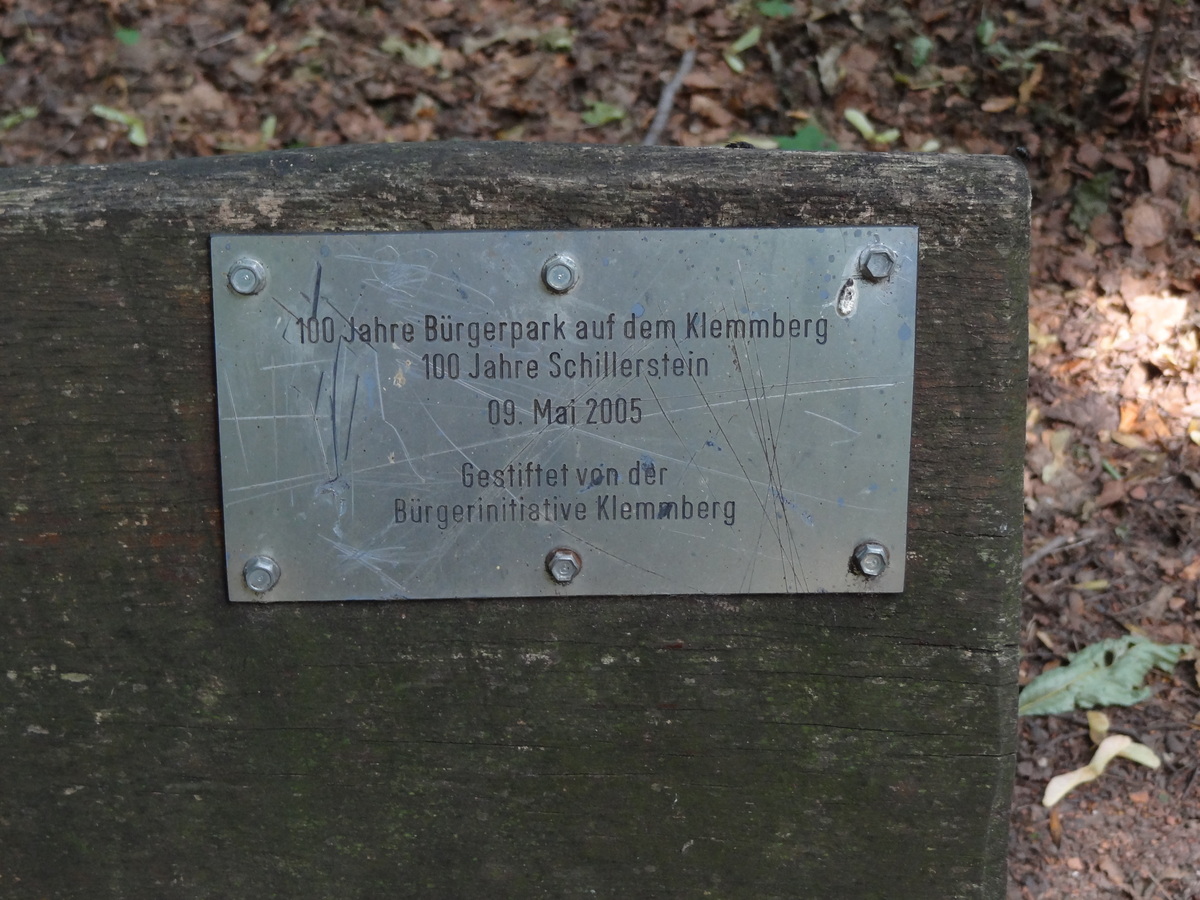 100 Jahre Bürgerpark auf dem Klemmberg
100 Jahre Schillerstein
09. Mai 2005
Gestiftet von der
Bürgerinitiative Klemmberg